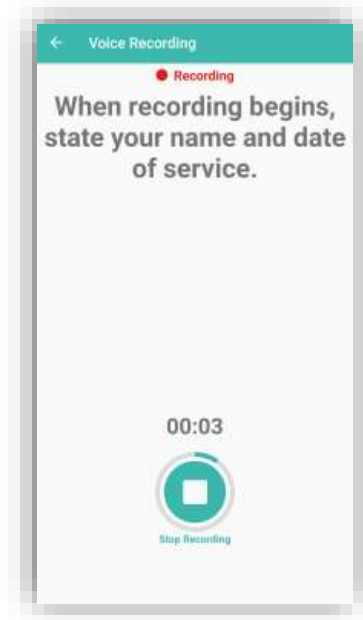 Voice Recording
Recording
When recording begins,
state your name and date
of service.
00:03
Stop Recording